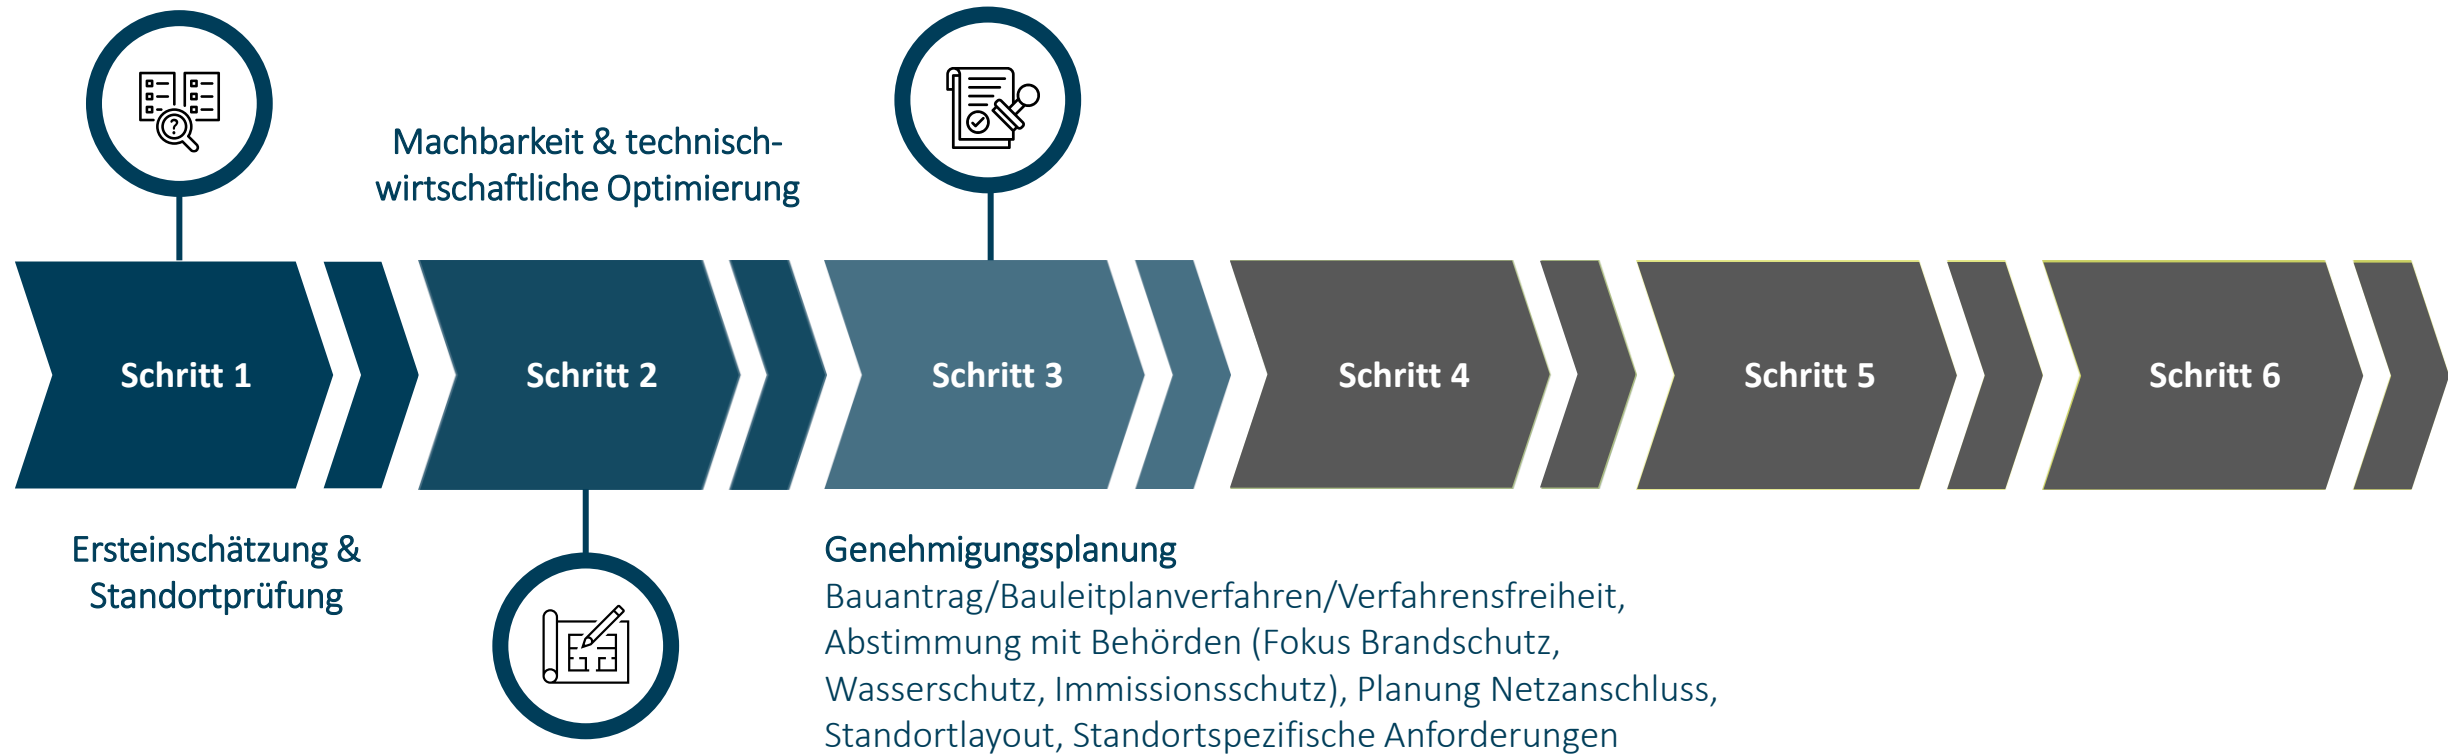 Machbarkeit & technisch-
wirtschaftliche Optimierung
Schritt 1
Schritt 2
Schritt 3
Schritt 4
Schritt 5
Schritt 6
Ersteinschätzung &
Standortprüfung
Genehmigungsplanung
Bauantrag/Bauleitplanverfahren/Verfahrensfreiheit,
Abstimmung mit Behörden (Fokus Brandschutz,
Wasserschutz, Immissionsschutz), Planung Netzanschluss,
Standortlayout, Standortspezifische Anforderungen